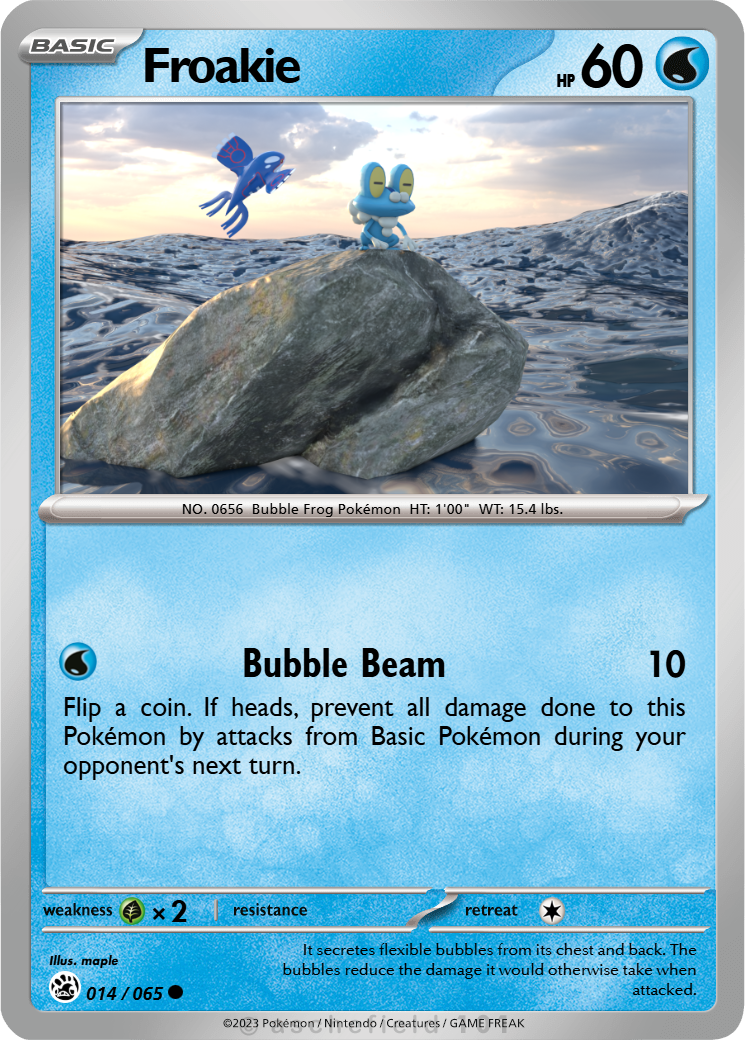 BASIC
Froakie
HP 60
NO. 0656 Bubble Frog Pokémon HT: 1'00" WT: 15.4 lbs.
Bubble Beam 10
Flip a coin. If heads, prevent all damage done to this
Pokémon by attacks from Basic Pokémon during your
opponent's next turn.
weakness × 2 resistance retreat
Illus. maple
It secretes flexible bubbles from its chest and back. The
bubbles reduce the damage it would otherwise take when
attacked.
014 / 065
©2023 Pokémon / Nintendo / Creatures / GAME FREAK